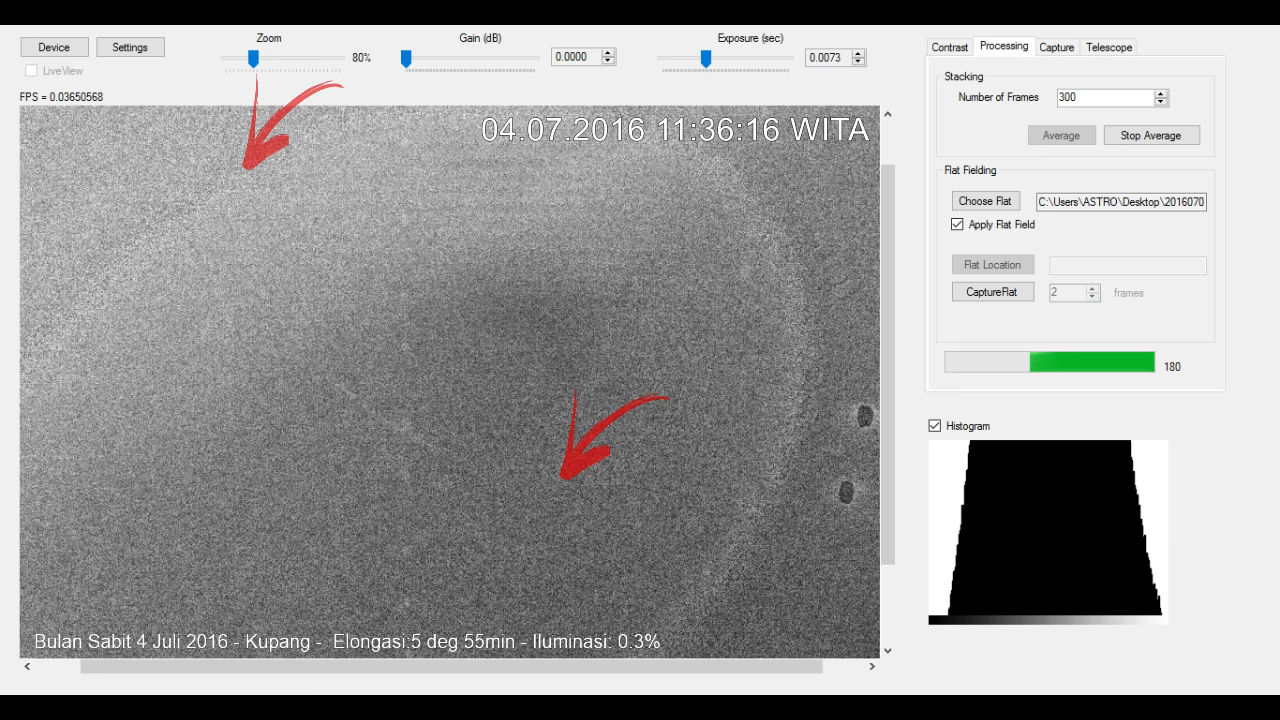 Device
Settings
Zoom
Gain (dB)
Exposure (sec)
80%
0.0000
0.0073
LiveView
FPS = 0.03650568
04.07.2016 11:36:16 WITA
Bulan Sabit 4 Juli 2016 - Kupang - Elongasi:5 deg 55min - Iluminasi: 0.3%
Contrast
Processing
Capture
Telescope
Stacking
Number of Frames
300
Average
Stop Average
Flat Fielding
Choose Flat
C:\Users\ASTRO\Desktop\2016070
Apply Flat Field
Flat Location
CaptureFlat
2
frames
180
Histogram